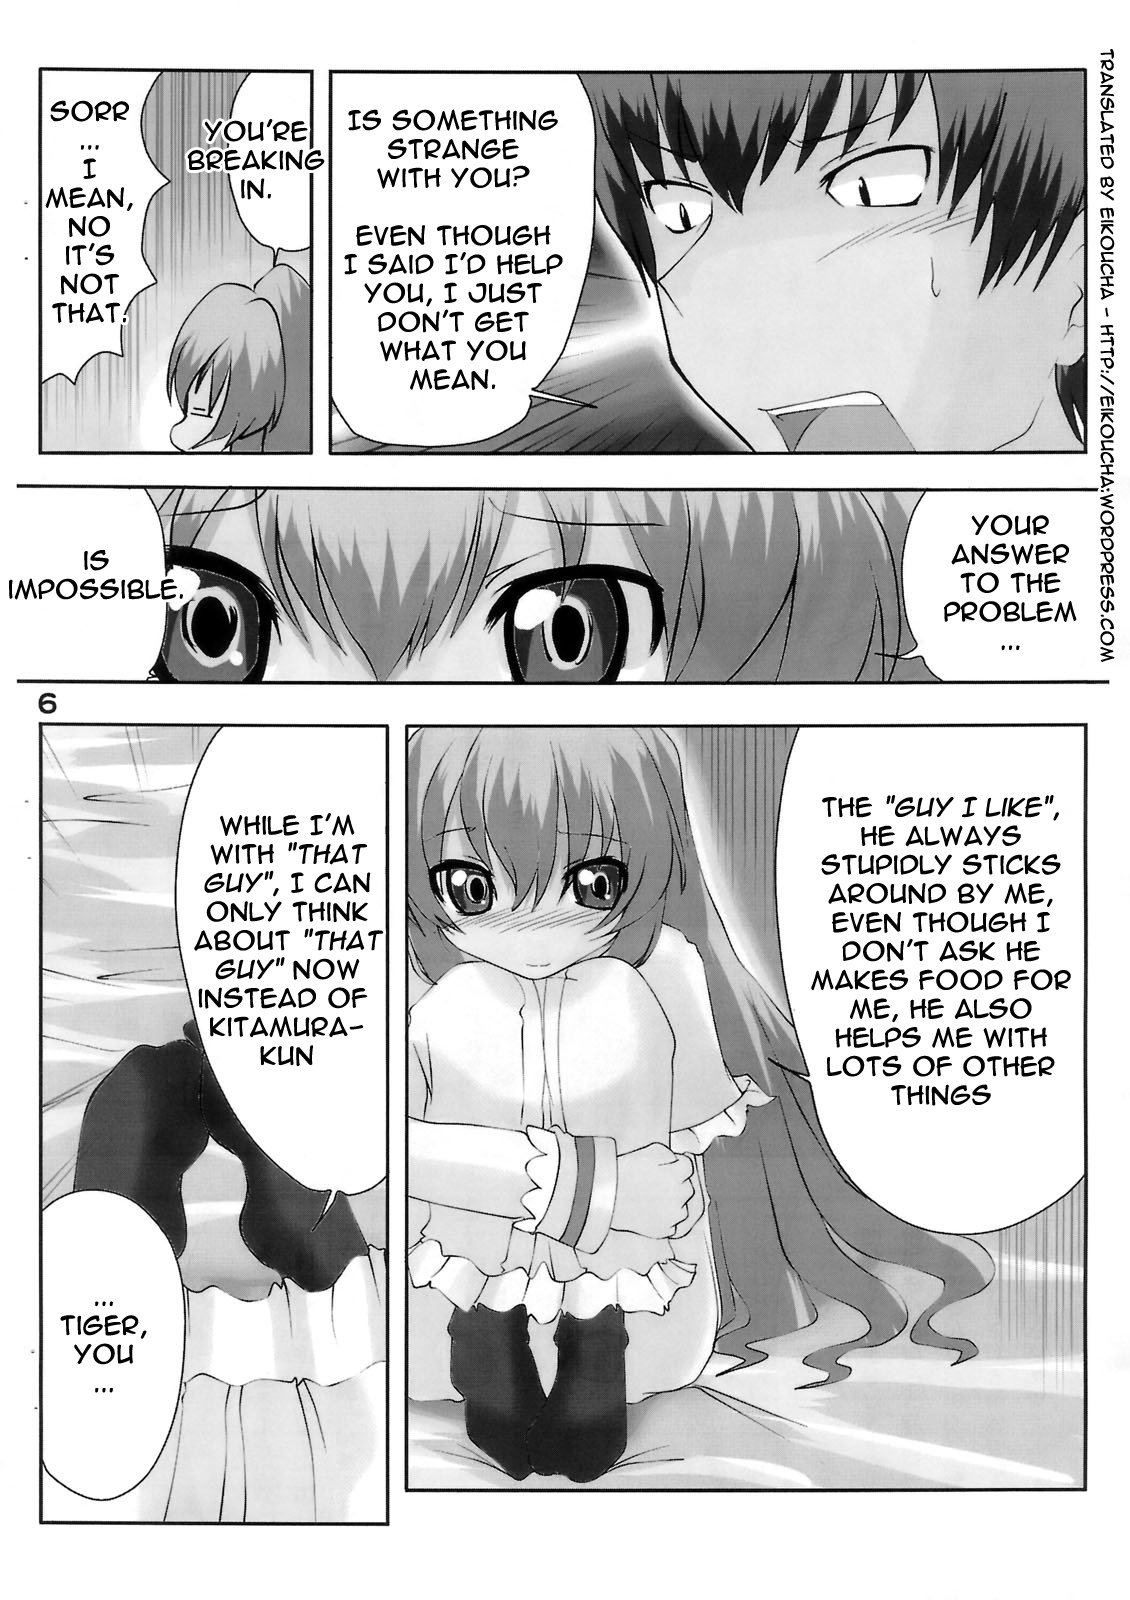 IS SOMETHING
STRANGE
WITH YOU?
EVEN THOUGH
I SAID I'D HELP
YOU, I JUST
DON'T GET
WHAT YOU
MEAN.
YOU'RE
BREAKING
IN.
SORR
...
I
MEAN,
NO
IT'S
NOT
THAT.
YOUR
ANSWER
TO THE
PROBLEM
...
IS
IMPOSSIBLE.
THE "GUY I LIKE",
HE ALWAYS
STUPIDLY STICKS
AROUND BY ME,
EVEN THOUGH I
DON'T ASK HE
MAKES FOOD FOR
ME, HE ALSO
HELPS ME WITH
LOTS OF OTHER
THINGS
WHILE I'M
WITH "THAT
GUY", I CAN
ONLY THINK
ABOUT "THAT
GUY" NOW
INSTEAD OF
KITAMURA-
KUN
...
TIGER,
YOU
...
6
TRANSLATED BY EIKOUCHA - HTTP://EIKOUCHA.WORDPRESS.COM